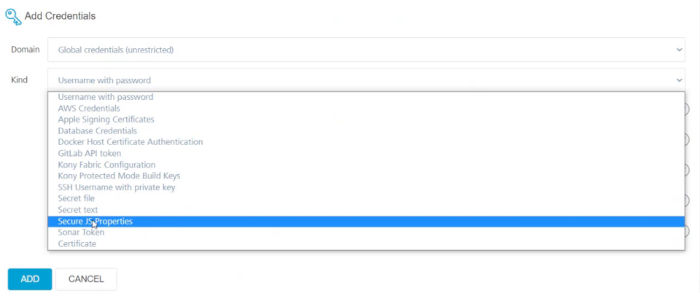 Add Credentials
Domain Global credentials (unrestricted)
Kind Username with password
Username with password
AWS Credentials
Apple Signing Certificates
Database Credentials
Docker Host Certificate Authentication
GitLab API token
Kony Fabric Configuration
Kony Protected Mode Build Keys
SSH Username with private key
Secret file
Secret text
Secure JS Properties
Sonar Token
Certificate
ADD CANCEL